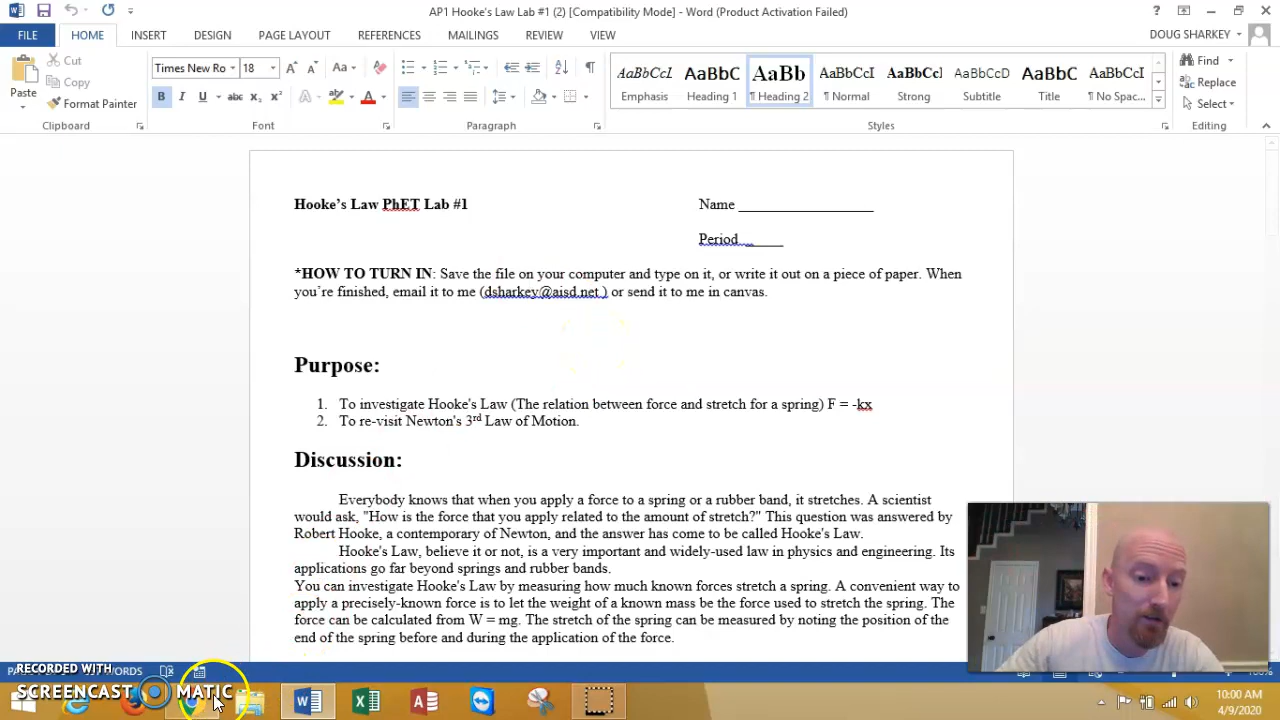 AP1 Hooke's Law Lab #1 (2) [Compatibility Mode] - Word (Product Activation Failed)
FILE HOME INSERT DESIGN PAGE LAYOUT REFERENCES MAILINGS REVIEW VIEW DOUG SHARKEY
Paste
Cut
Copy
Format Painter
Clipboard
Times New Ro 18
Font
Paragraph
AaBbCcI AaBbC AaBb AaBbCcI AaBbCcI AaBbCcD AaBbC AaBbCcI
Emphasis Heading 1 ¶ Heading 2 ¶ Normal Strong Subtitle Title ¶ No Spac...
Styles
Find
Replace
Select
Editing
Hooke's Law PhET Lab #1 Name __________________
Period _____
*HOW TO TURN IN: Save the file on your computer and type on it, or write it out on a piece of paper. When
you're finished, email it to me (dsharkey@aisd.net ) or send it to me in canvas.
Purpose:
1. To investigate Hooke's Law (The relation between force and stretch for a spring) F = -kx
2. To re-visit Newton's 3rd Law of Motion.
Discussion:
Everybody knows that when you apply a force to a spring or a rubber band, it stretches. A scientist
would ask, "How is the force that you apply related to the amount of stretch?" This question was answered by
Robert Hooke, a contemporary of Newton, and the answer has come to be called Hooke's Law.
Hooke's Law, believe it or not, is a very important and widely-used law in physics and engineering. Its
applications go far beyond springs and rubber bands.
You can investigate Hooke's Law by measuring how much known forces stretch a spring. A convenient way to
apply a precisely-known force is to let the weight of a known mass be the force used to stretch the spring. The
force can be calculated from W = mg. The stretch of the spring can be measured by noting the position of the
end of the spring before and during the application of the force.
RECORDED WITH
SCREENCAST MATIC
10:00 AM
4/9/2020